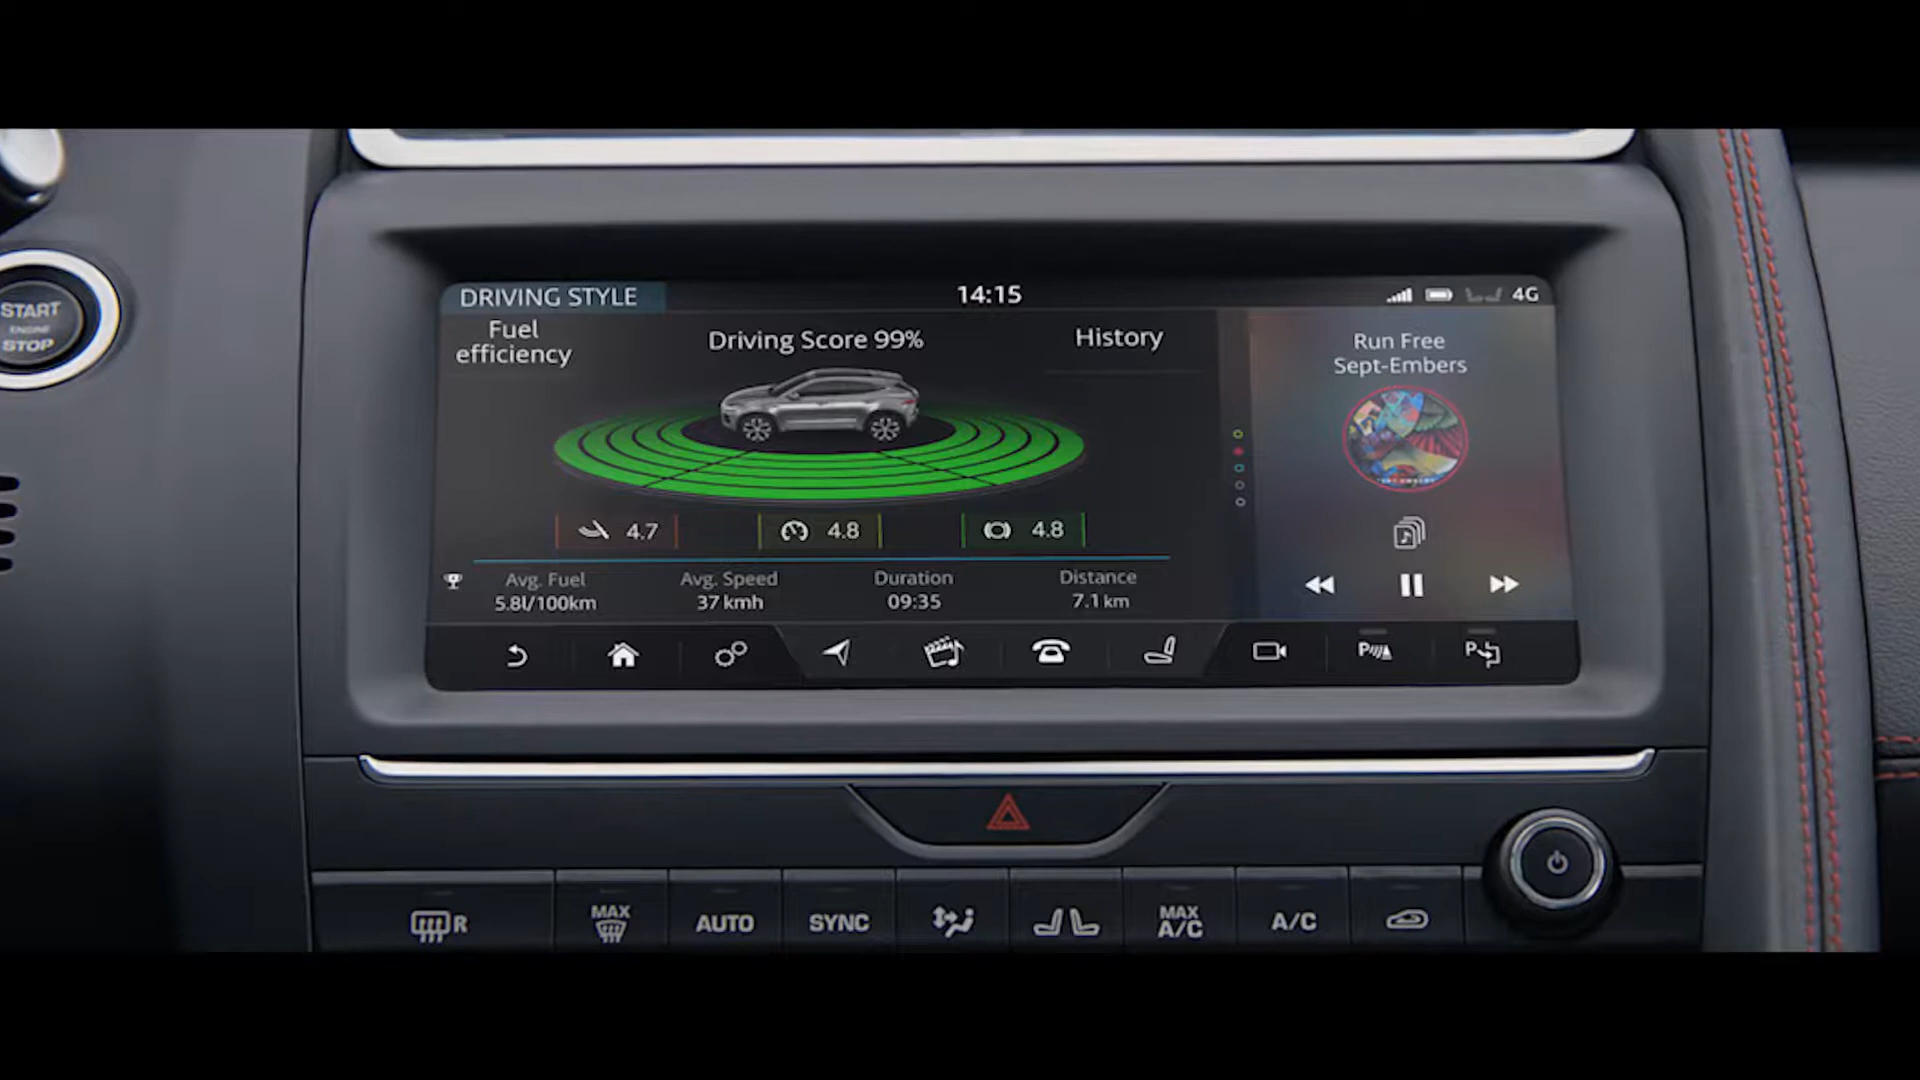 START
ENGINE
STOP
DRIVING STYLE
14:15
4G
Fuel
efficiency
Driving Score 99%
History
Run Free
Sept-Embers
4.7
4.8
4.8
Avg. Fuel
5.8l/100km
Avg. Speed
37 kmh
Duration
09:35
Distance
7.1 km
P
P
R
MAX
AUTO
SYNC
MAX
A/C
A/C